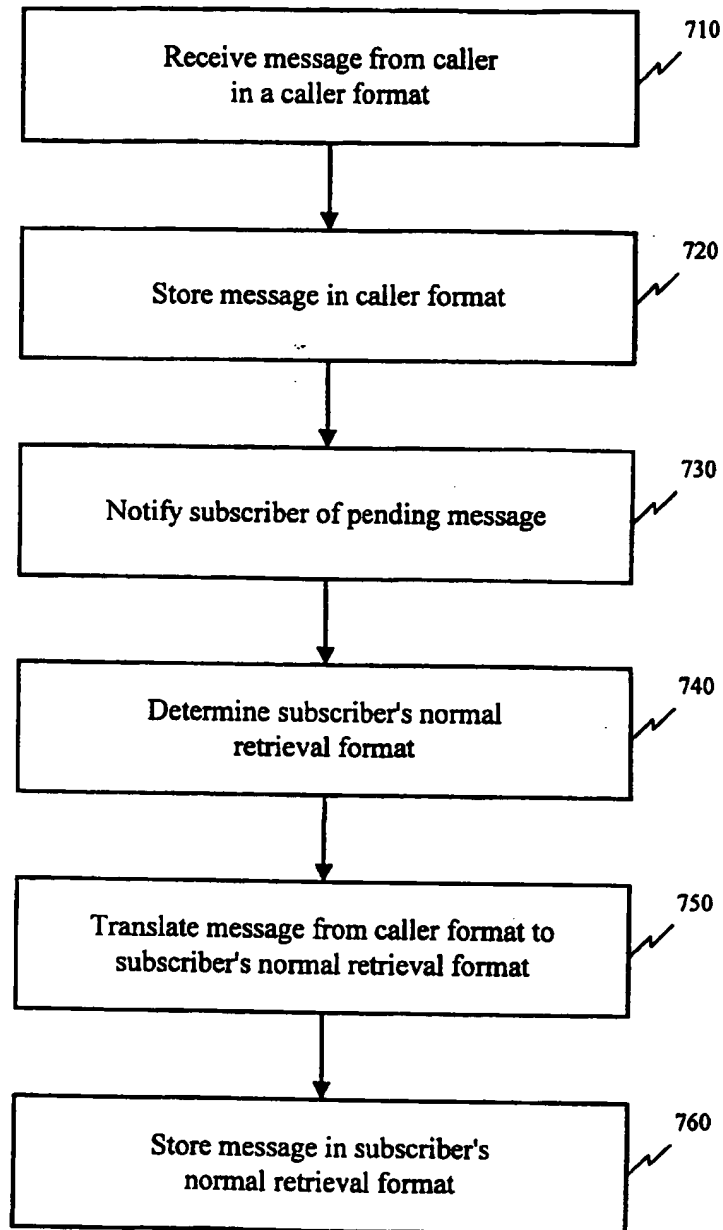 710
Receive message from caller
in a caller format
720
Store message in caller format
730
Notify subscriber of pending message
740
Determine subscriber's normal
retrieval format
750
Translate message from caller format to
subscriber's normal retrieval format
760
Store message in subscriber's
normal retrieval format